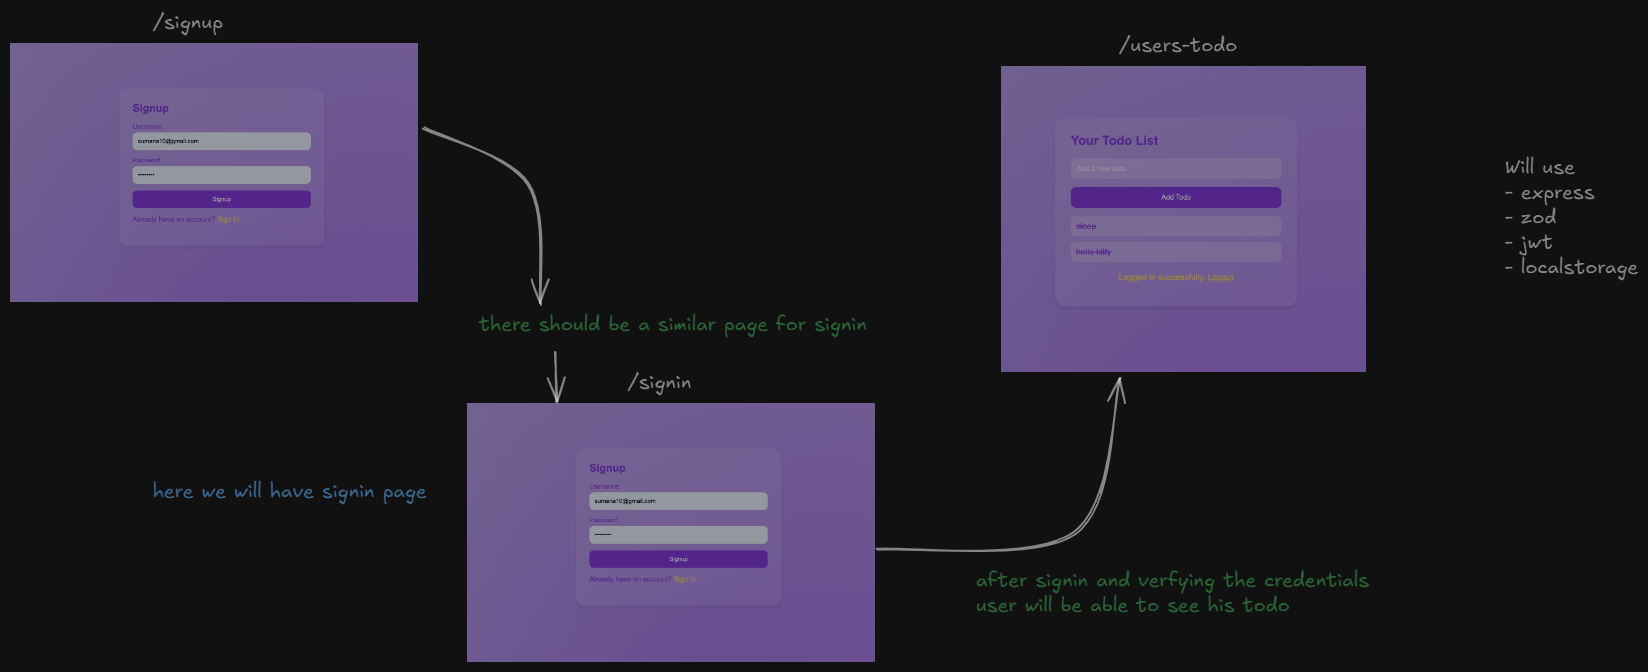 /signup
Signup
Username:
sumana10@gmail.com
Password:
Signup
Already have an account? Sign In
there should be a similar page for signin
/signin
here we will have signin page
Signup
Username:
sumana10@gmail.com
Password:
Signup
Already have an account? Sign In
/users-todo
Your Todo List
Add a new todo
Add Todo
sleep
hello kitty
Logged in successfully. Logout
after signin and verfying the credentials
user will be able to see his todo
Will use
- express
- zod
- jwt
- localstorage